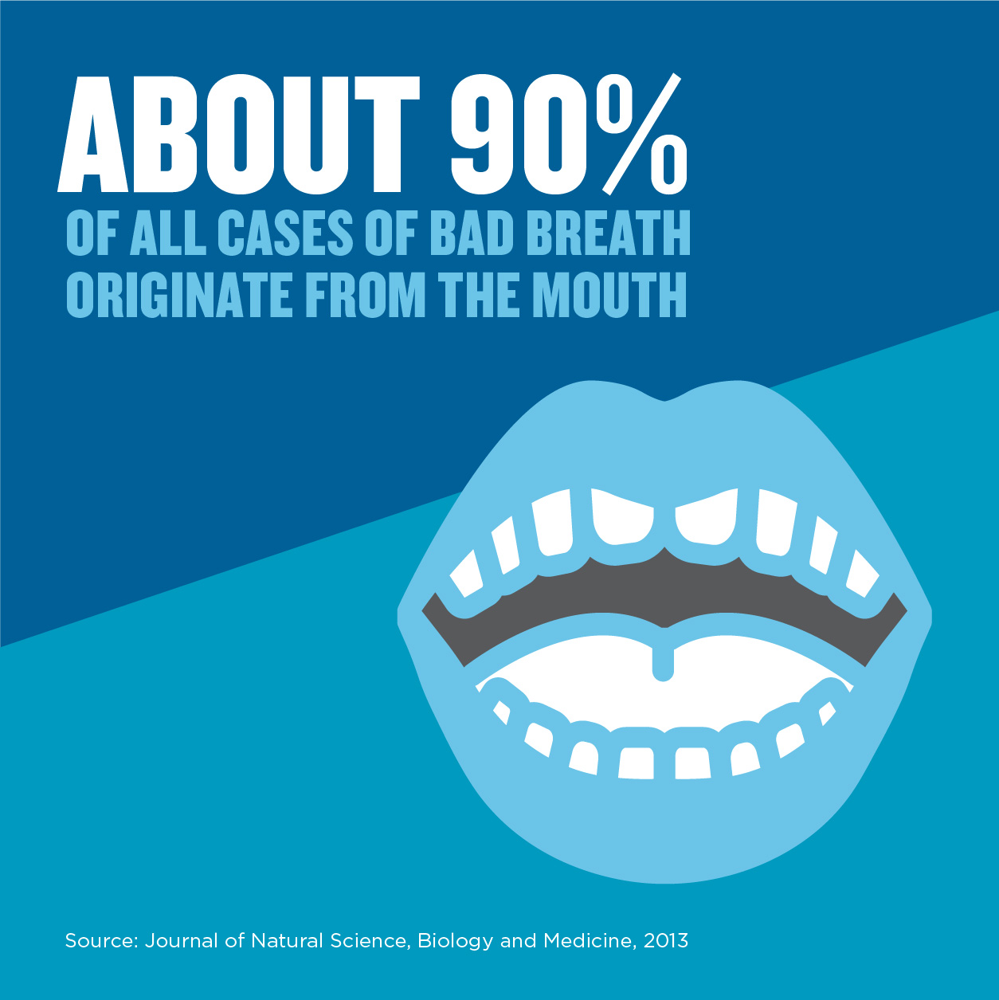 ABOUT 90%
OF ALL CASES OF BAD BREATH
ORIGINATE FROM THE MOUTH
Source: Journal of Natural Science, Biology and Medicine, 2013